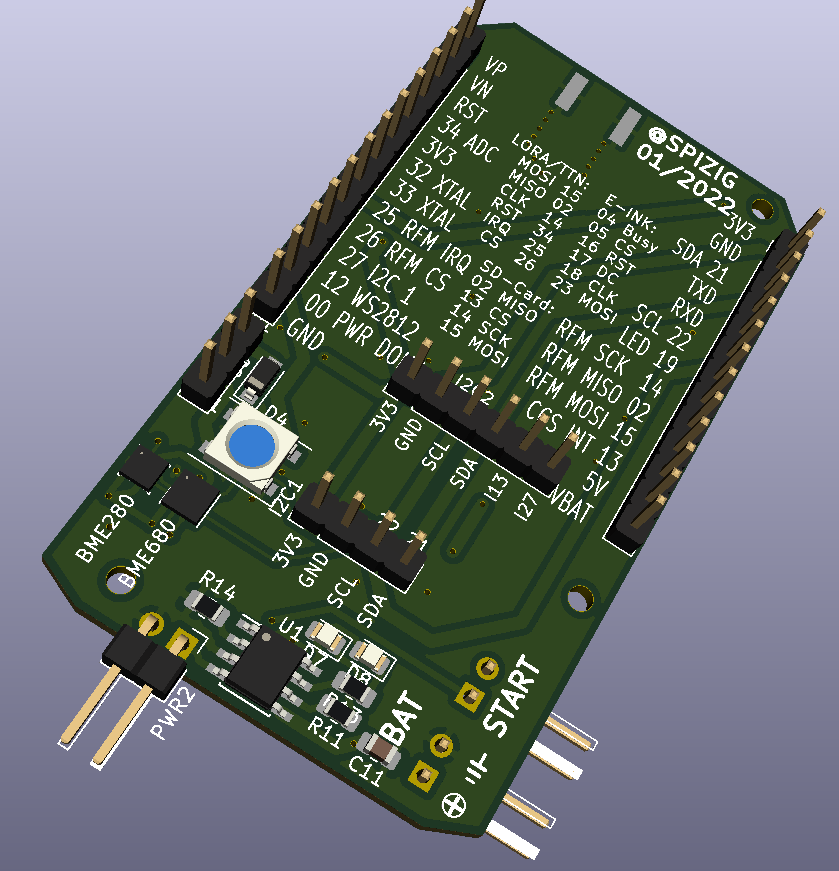 @SPIZIG
01//2022
VP
VN
RST
34 ADC
3V3
32 XTAL
33 XTAL
25 RFM IRQ
26 RFM CS
27 I2C 1
12 WS2812
00 PWR DO
GND
LORA/TTN:
MOSI 15
MISO 02
CLK 14
RST 34
IRQ 25
CS 26
E-INK:
04 Busy
05 CS
16 RST
17 DC
18 CLK
23 MOSI
SD-Card:
02 MISO
13 CS
14 SCK
15 MOSI
3V3
GND
SDA 21
TXD
RXD
SCL 22
LED 19
RFM SCK 14
RFM MISO 02
RFM MOSI 15
CCS INT 13
5V
VBAT
3V3
GND
SCL
SDA
I13
I27
D4
3V3
GND
SCL
SDA
BME280
BME680
R14
U1
D8
R11
C11
PWR2
BAT
START